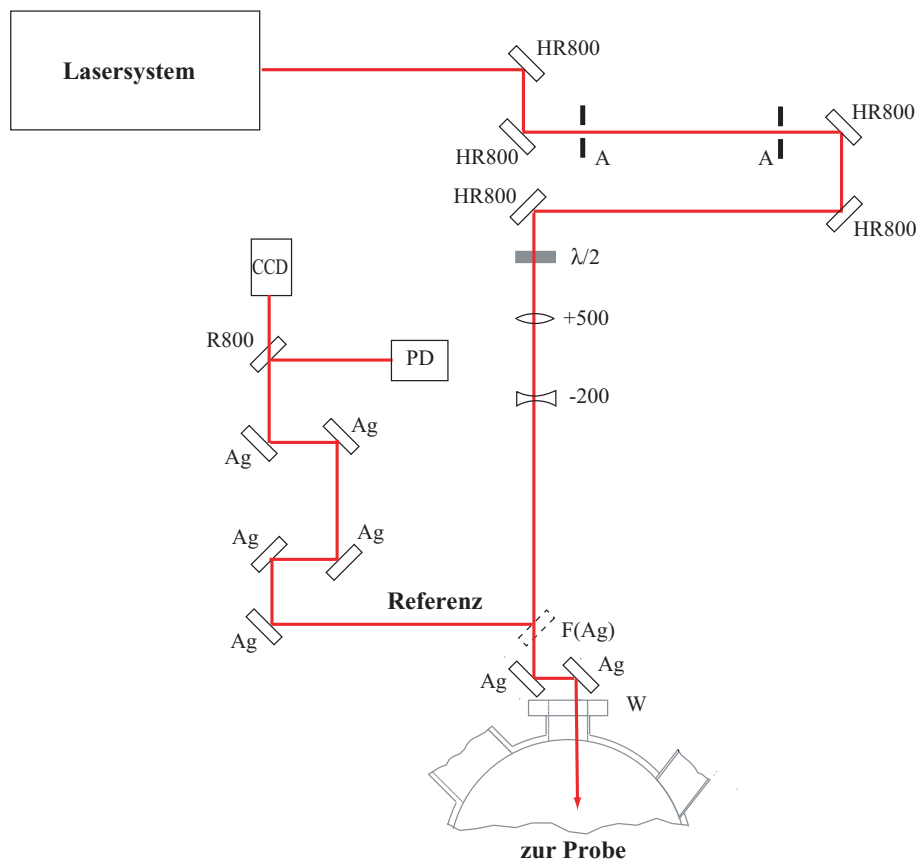 HR800
Lasersystem
HR800
HR800
A
A
HR800
HR800
λ/2
CCD
+500
R800
PD
-200
Ag
Ag
Ag
Ag
Referenz
F(Ag)
Ag
Ag
Ag
W
zur Probe
HR800